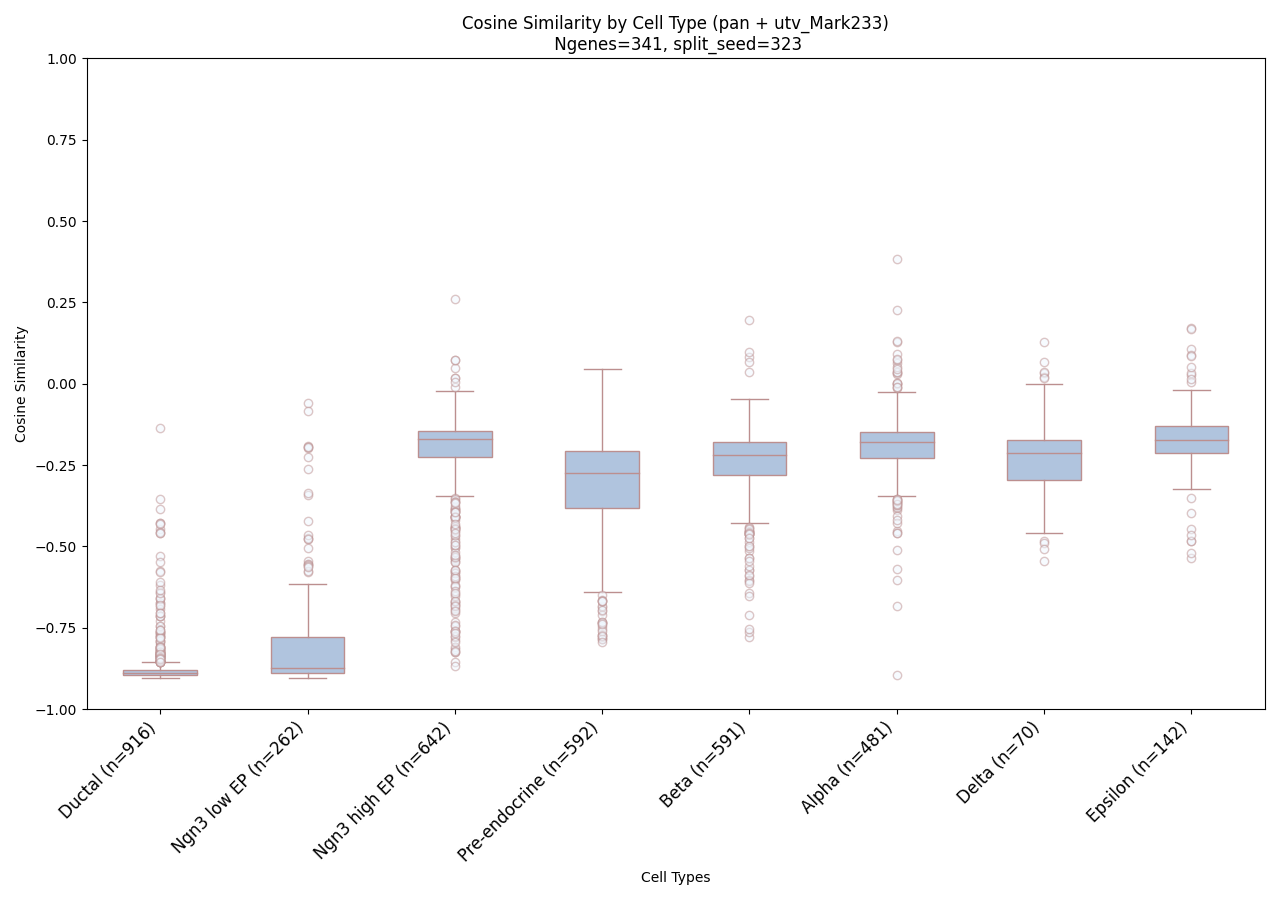 Cosine Similarity by Cell Type (pan + utv_Mark233)
Ngenes=341, split_seed=323
1.00
0.75
0.50
0.25
0.00
−0.25
−0.50
−0.75
−1.00
Cosine Similarity
Ductal (n=916)
Ngn3 low EP (n=262)
Ngn3 high EP (n=642)
Pre-endocrine (n=592)
Beta (n=591)
Alpha (n=481)
Delta (n=70)
Epsilon (n=142)
Cell Types